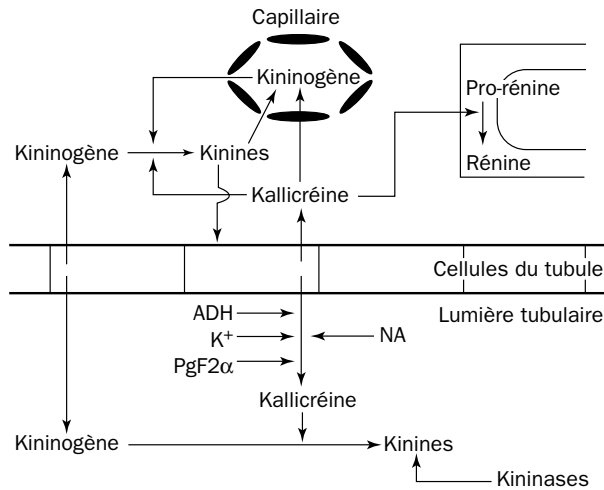 Capillaire
Kininogène
Pro-rénine
Kininogène
Kinines
Rénine
Kallicréine
Cellules du tubule
ADH
Lumière tubulaire
K⁺
NA
PgF2α
Kallicréine
Kininogène
Kinines
Kininases